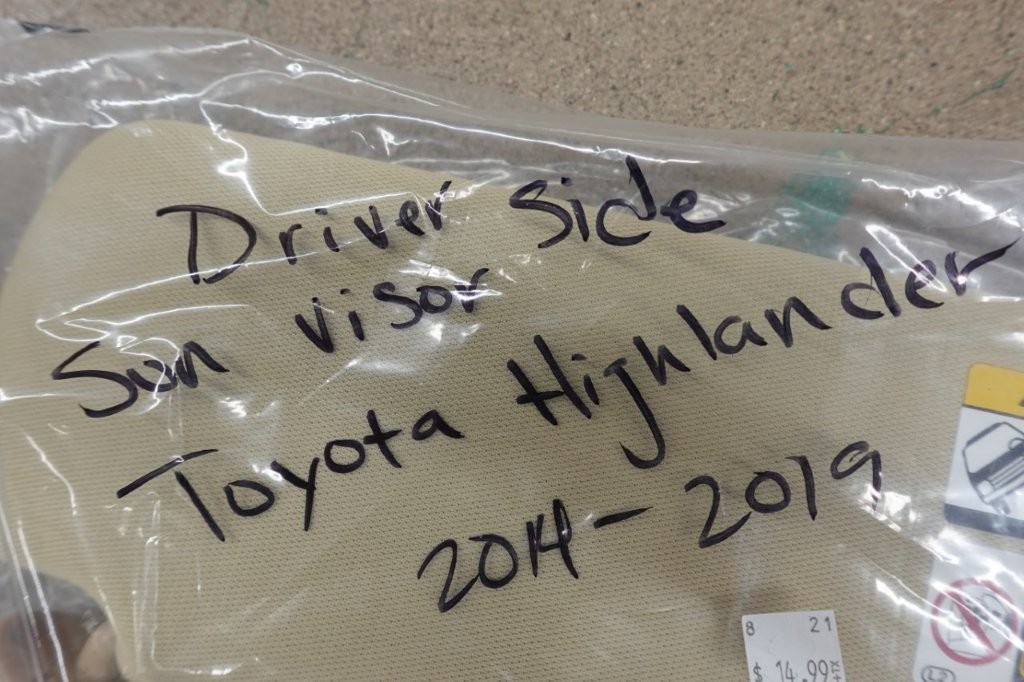 Driver Side
Sun Visor
Toyota Highlander
2014-2019
8 21
$ 14.99